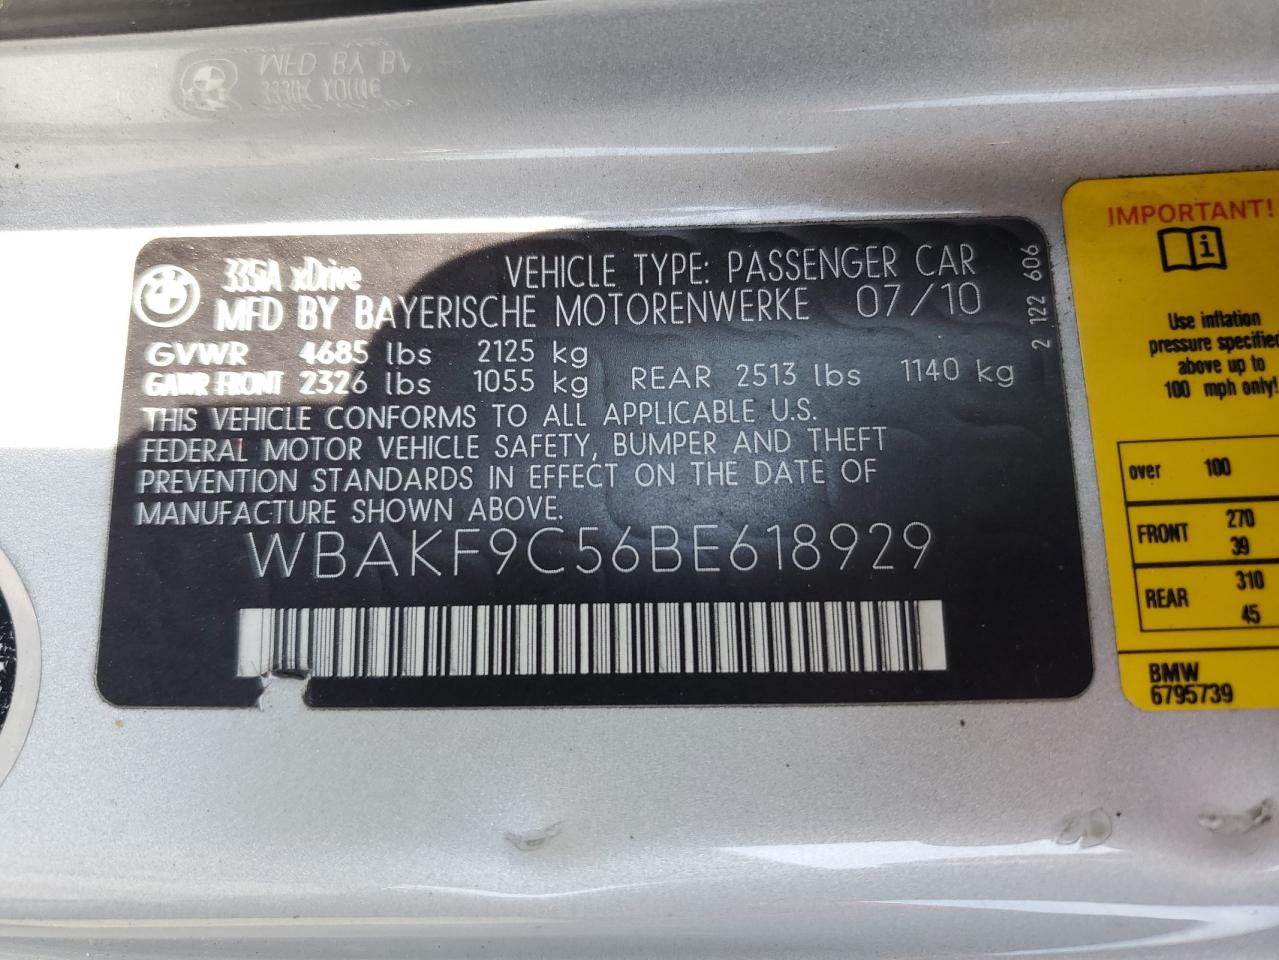 335iA xDrive VEHICLE TYPE: PASSENGER CAR
MFD BY BAYERISCHE MOTORENWERKE 07/10
GVWR 4685 lbs 2125 kg
GAWR FRONT 2326 lbs 1055 kg REAR 2513 lbs 1140 kg
THIS VEHICLE CONFORMS TO ALL APPLICABLE U.S.
FEDERAL MOTOR VEHICLE SAFETY, BUMPER AND THEFT
PREVENTION STANDARDS IN EFFECT ON THE DATE OF
MANUFACTURE SHOWN ABOVE.
WBAKF9C56BE618929
2 122 606
IMPORTANT!
i
Use inflation
pressure specified
above up to
100 mph only!
over 100
FRONT 270
39
REAR 310
45
BMW
6795739